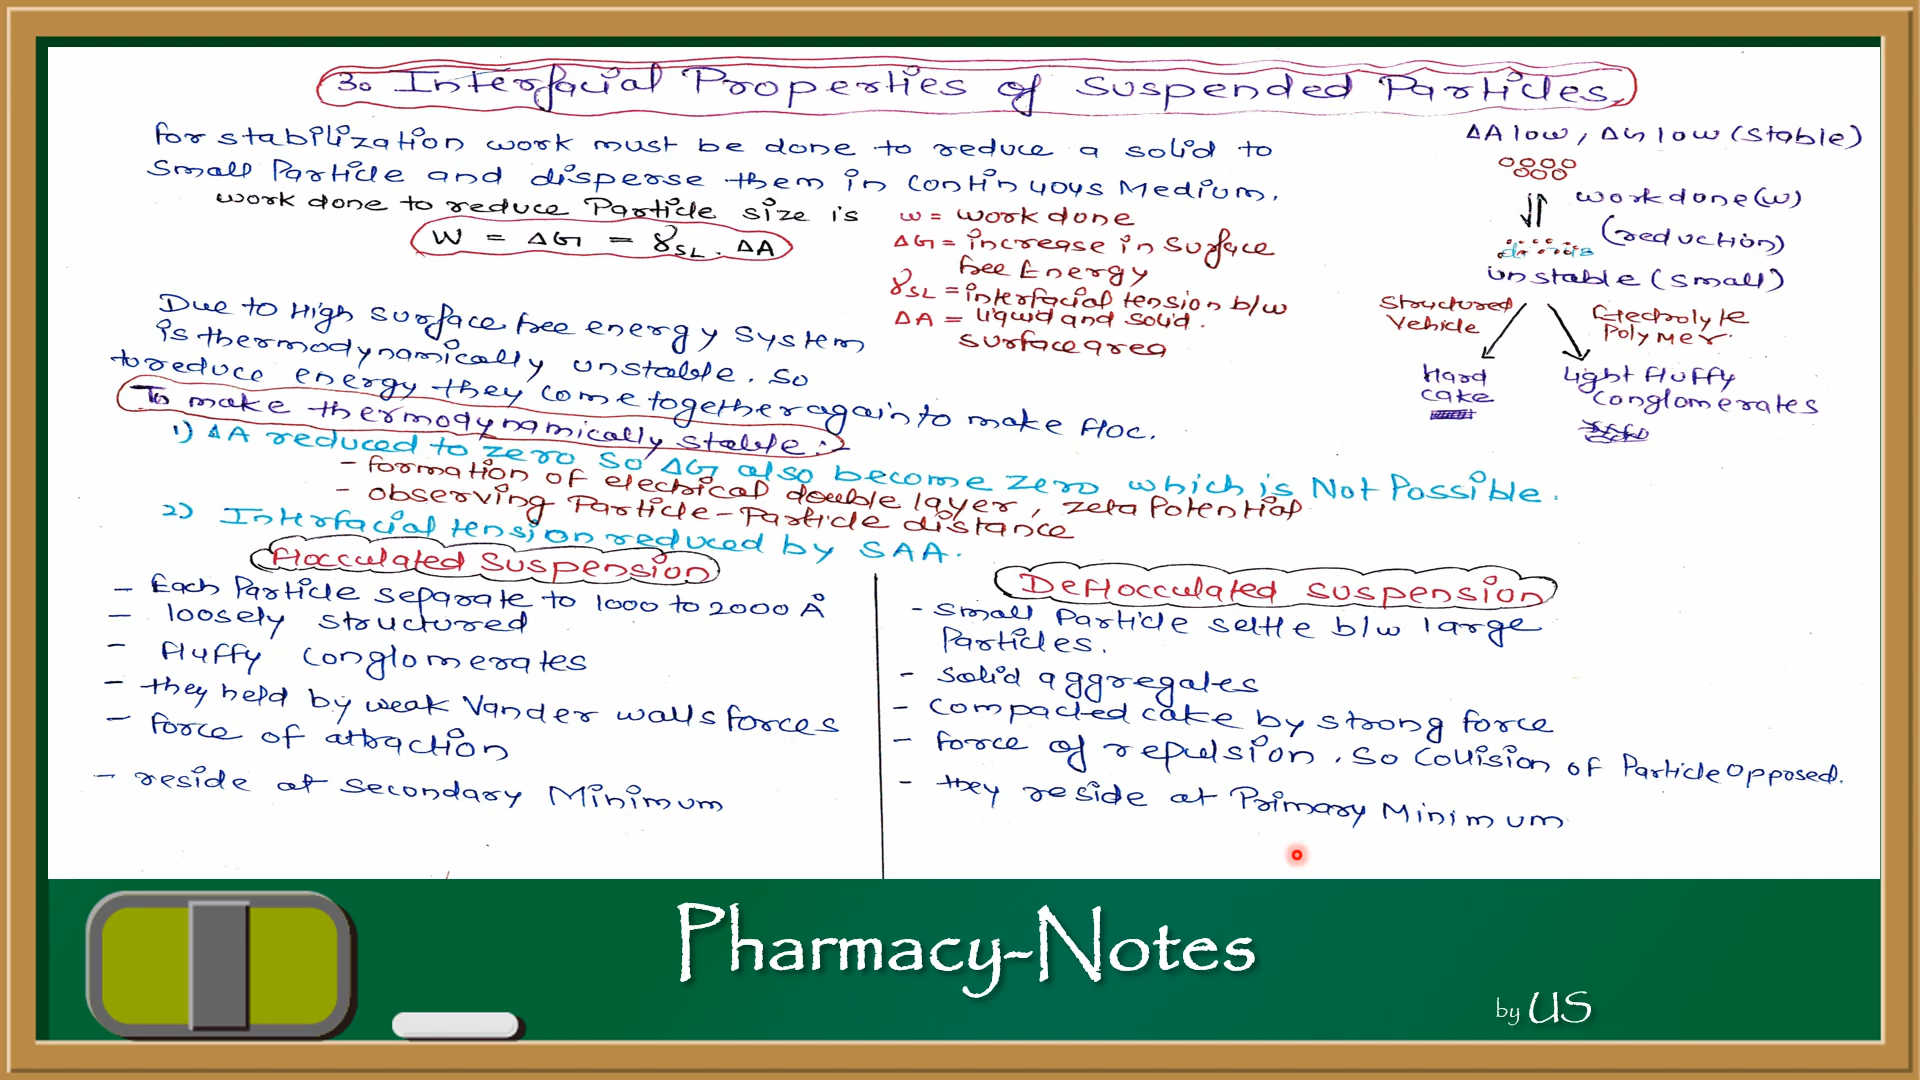 3. Interfacial Properties of Suspended Particles.
for stabilization work must be done to reduce a solid to
small Particle and disperse them in continuous Medium.
work done to reduce Particle size is
W = ΔG = γSL . ΔA
w = work done
ΔG = increase in surface
free Energy
γSL = interfacial tension b/w
liquid and solid.
ΔA = surface area
ΔA low, ΔG low (stable)
work done (w)
(reduction)
unstable (small)
Structured
Vehicle
Electrolyte
Polymer
Hard
cake
Light fluffy
conglomerates
Due to High surface free energy system
is thermodynamically unstable. so
to reduce energy they come together again to make floc.
To make thermodynamically stable :-
1) ΔA reduced to zero so ΔG also become zero which is Not Possible.
- formation of electrical double layer, zeta Potential
- observing Particle-Particle distance
2) Interfacial tension reduced by SAA.
Flocculated Suspension
- Each Particle separate to 1000 to 2000 Å
- loosely structured
- fluffy conglomerates
- they held by weak Vander walls forces
- force of attraction
- reside at secondary Minimum
Deflocculated suspension
- small Particle settle b/w large
Particles.
- solid aggregates
- compacted cake by strong force
- force of repulsion. so collision of Particle opposed.
- they reside at Primary Minimum
Pharmacy-Notes
by US